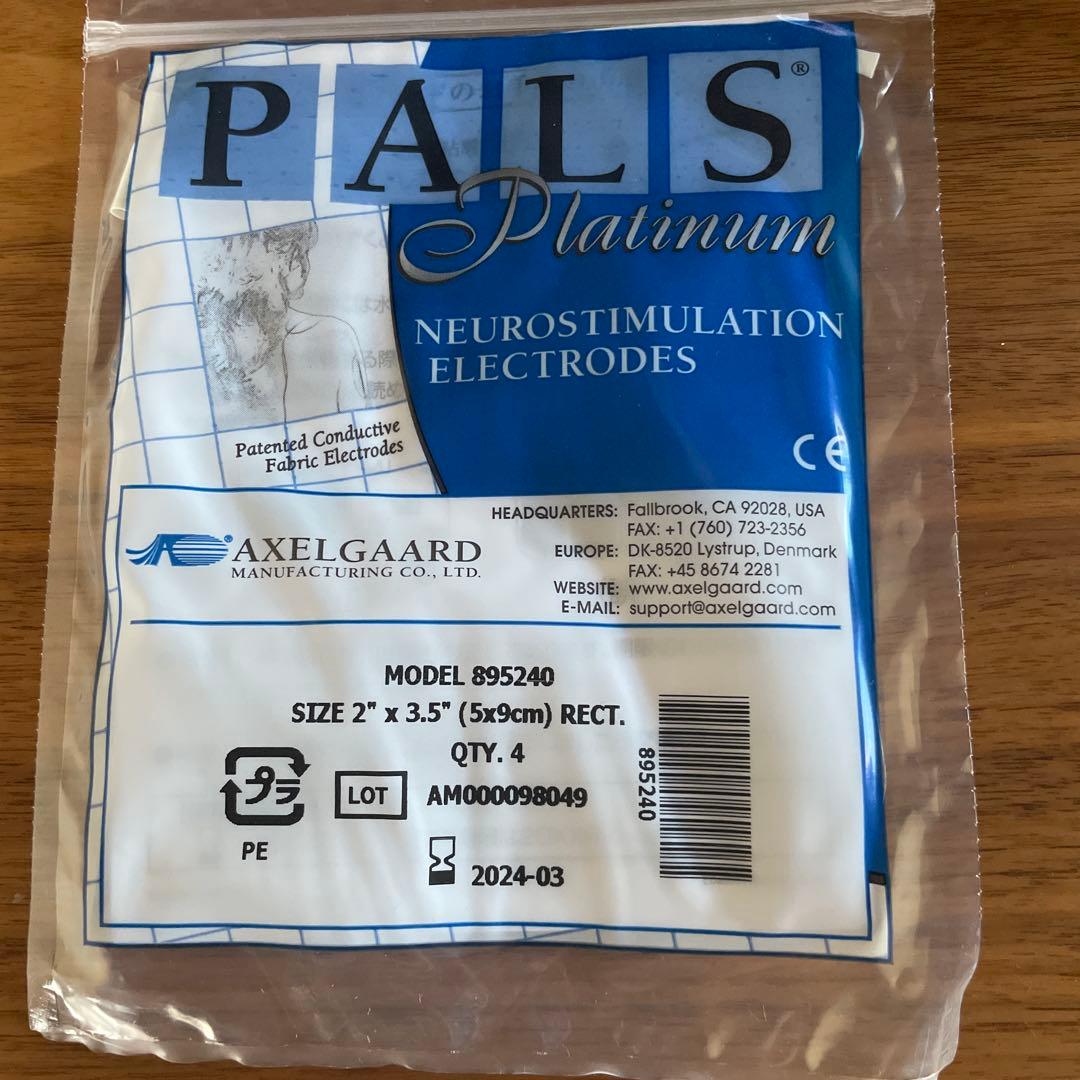 PALS®
Platinum
NEUROSTIMULATION
ELECTRODES
Patented Conductive
Fabric Electrodes
CE
AXELGAARD®
MANUFACTURING CO., LTD.
HEADQUARTERS: Fallbrook, CA 92028, USA
FAX: +1 (760) 723-2356
EUROPE: DK-8520 Lystrup, Denmark
FAX: +45 8674 2281
WEBSITE: www.axelgaard.com
E-MAIL: support@axelgaard.com
MODEL 895240
SIZE 2" x 3.5" (5x9cm) RECT.
QTY. 4
895240
プラ
PE
LOT AM000098049
2024-03